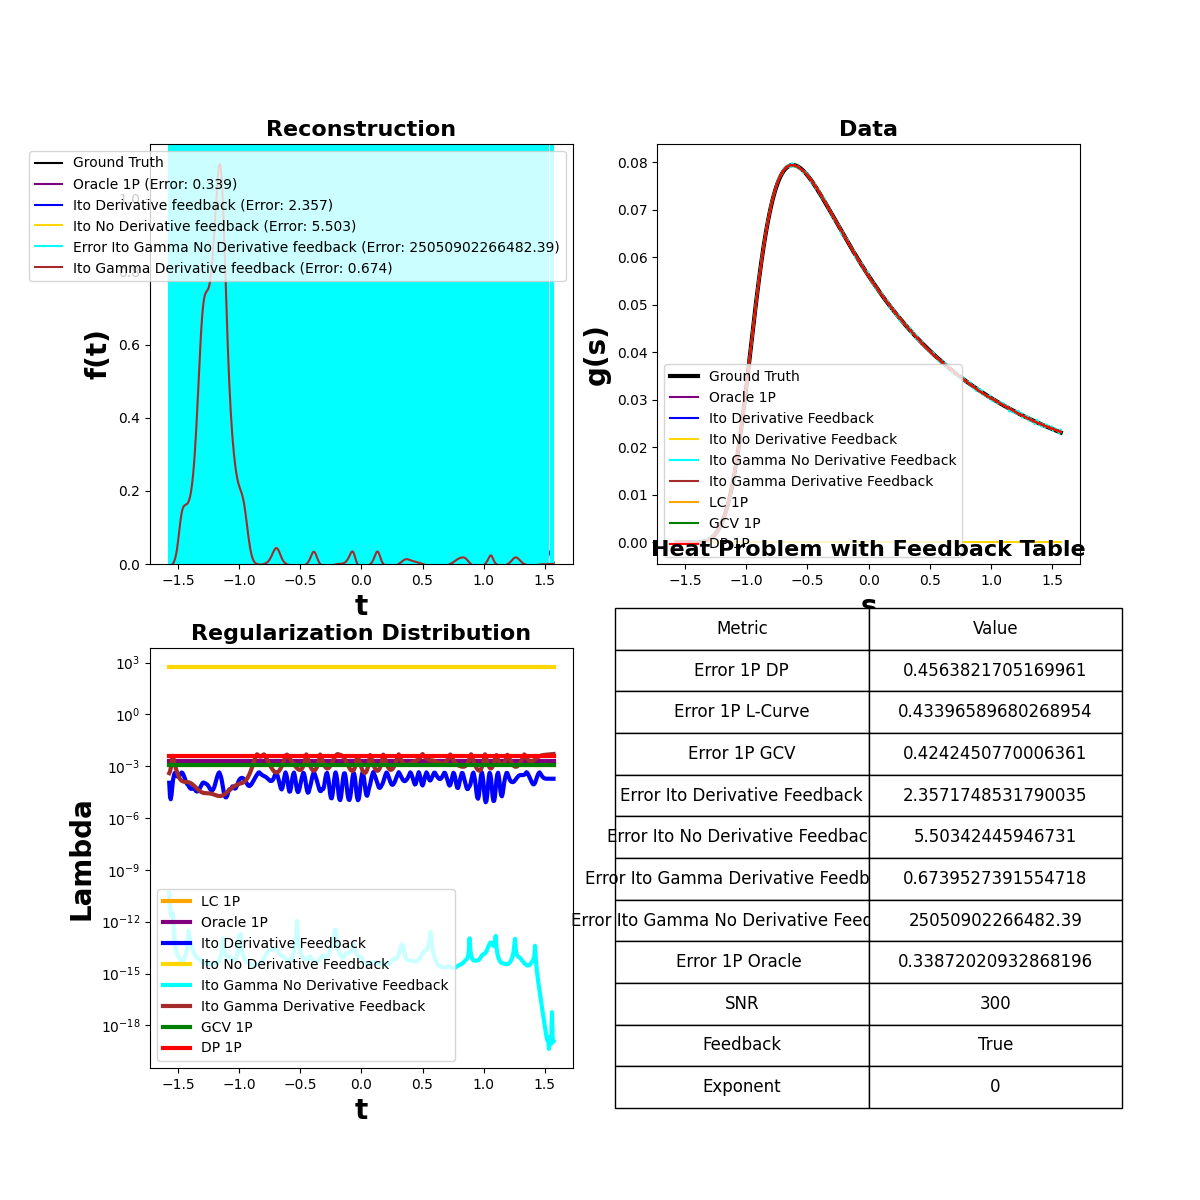 Reconstruction
Ground Truth
Oracle 1P (Error: 0.339)
Ito Derivative feedback (Error: 2.357)
Ito No Derivative feedback (Error: 5.503)
Error Ito Gamma No Derivative feedback (Error: 25050902266482.39)
Ito Gamma Derivative feedback (Error: 0.674)
f(t)
1.0
0.8
0.6
0.4
0.2
0.0
−1.5 −1.0 −0.5 0.0 0.5 1.0 1.5
t
Data
g(s)
0.08
0.07
0.06
0.05
0.04
0.03
0.02
0.01
0.00
Ground Truth
Oracle 1P
Ito Derivative Feedback
Ito No Derivative Feedback
Ito Gamma No Derivative Feedback
Ito Gamma Derivative Feedback
LC 1P
GCV 1P
DP 1P
−1.5 −1.0 −0.5 0.0 0.5 1.0 1.5
s
Regularization Distribution
Lambda
10³
10⁰
10⁻³
10⁻⁶
10⁻⁹
10⁻¹²
10⁻¹⁵
10⁻¹⁸
LC 1P
Oracle 1P
Ito Derivative Feedback
Ito No Derivative Feedback
Ito Gamma No Derivative Feedback
Ito Gamma Derivative Feedback
GCV 1P
DP 1P
−1.5 −1.0 −0.5 0.0 0.5 1.0 1.5
t
Heat Problem with Feedback Table
Metric Value
Error 1P DP 0.4563821705169961
Error 1P L-Curve 0.43396589680268954
Error 1P GCV 0.4242450770006361
Error Ito Derivative Feedback 2.3571748531790035
Error Ito No Derivative Feedbac 5.50342445946731
Error Ito Gamma Derivative Feedb 0.6739527391554718
Error Ito Gamma No Derivative Feed 25050902266482.39
Error 1P Oracle 0.33872020932868196
SNR 300
Feedback True
Exponent 0